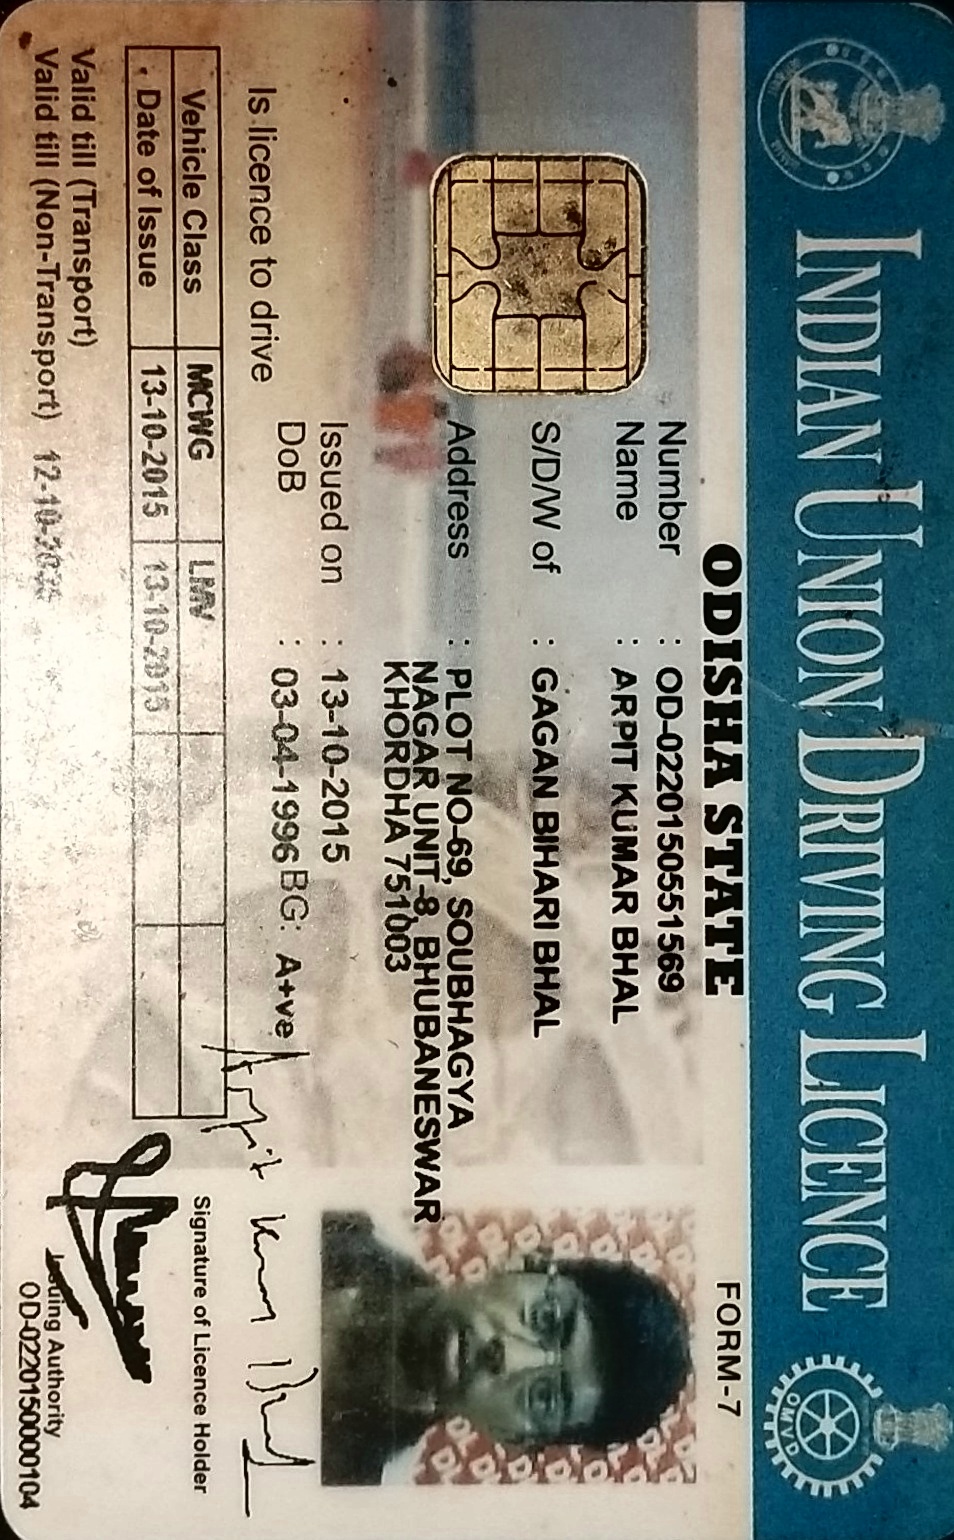 INDIAN UNION DRIVING LICENCE
ODISHA STATE
FORM-7
Number : OD-0220150551569
Name : ARPIT KUMAR BHAL
S/D/W of : GAGAN BIHARI BHAL
Address : PLOT NO-69, SOUBHAGYA
NAGAR UNIT-8, BHUBANESWAR
KHORDHA 751003
Issued on : 13-10-2015
DoB : 03-04-1996 BG: A+ve
Is licence to drive
Vehicle Class MCWG LMV
Date of Issue 13-10-2015 13-10-2015
Valid till (Transport)
Valid till (Non-Transport)
Arpit Kumar Bhal
Signature of Licence Holder
Issuing Authority
OD-0220150000104
OMVD